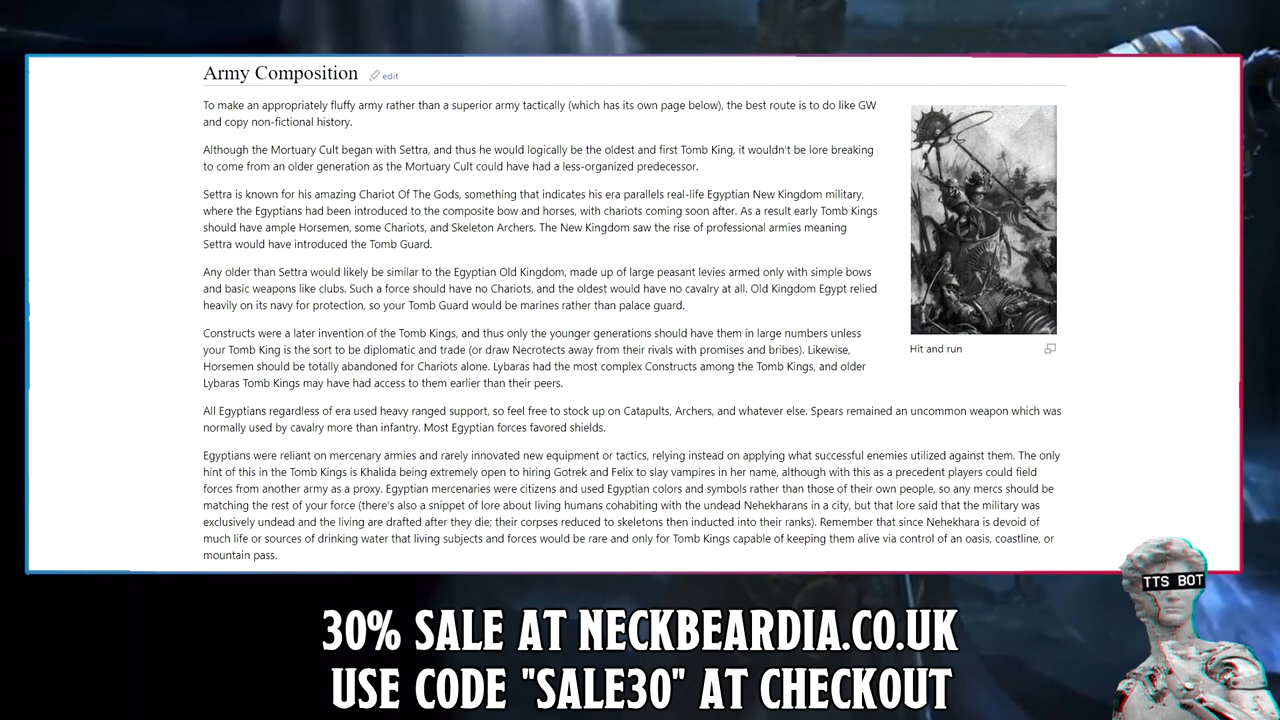 Army Composition edit
To make an appropriately fluffy army rather than a superior army tactically (which has its own page below), the best route is to do like GW
and copy non-fictional history.
Although the Mortuary Cult began with Settra, and thus he would logically be the oldest and first Tomb King, it wouldn't be lore breaking
to come from an older generation as the Mortuary Cult could have had a less-organized predecessor.
Settra is known for his amazing Chariot Of The Gods, something that indicates his era parallels real-life Egyptian New Kingdom military,
where the Egyptians had been introduced to the composite bow and horses, with chariots coming soon after. As a result early Tomb Kings
should have ample Horsemen, some Chariots, and Skeleton Archers. The New Kingdom saw the rise of professional armies meaning
Settra would have introduced the Tomb Guard.
Any older than Settra would likely be similar to the Egyptian Old Kingdom, made up of large peasant levies armed only with simple bows
and basic weapons like clubs. Such a force should have no Chariots, and the oldest would have no cavalry at all. Old Kingdom Egypt relied
heavily on its navy for protection, so your Tomb Guard would be marines rather than palace guard.
Constructs were a later invention of the Tomb Kings, and thus only the younger generations should have them in large numbers unless
your Tomb King is the sort to be diplomatic and trade (or draw Necrotects away from their rivals with promises and bribes). Likewise,
Horsemen should be totally abandoned for Chariots alone. Lybaras had the most complex Constructs among the Tomb Kings, and older
Lybaras Tomb Kings may have had access to them earlier than their peers.
Hit and run
All Egyptians regardless of era used heavy ranged support, so feel free to stock up on Catapults, Archers, and whatever else. Spears remained an uncommon weapon which was
normally used by cavalry more than infantry. Most Egyptian forces favored shields.
Egyptians were reliant on mercenary armies and rarely innovated new equipment or tactics, relying instead on applying what successful enemies utilized against them. The only
hint of this in the Tomb Kings is Khalida being extremely open to hiring Gotrek and Felix to slay vampires in her name, although with this as a precedent players could field
forces from another army as a proxy. Egyptian mercenaries were citizens and used Egyptian colors and symbols rather than those of their own people, so any mercs should be
matching the rest of your force (there's also a snippet of lore about living humans cohabiting with the undead Nehekharans in a city, but that lore said that the military was
exclusively undead and the living are drafted after they die; their corpses reduced to skeletons then inducted into their ranks). Remember that since Nehekhara is devoid of
much life or sources of drinking water that living subjects and forces would be rare and only for Tomb Kings capable of keeping them alive via control of an oasis, coastline, or
mountain pass.
TTS BOT
30% SALE AT NECKBEARDIA.CO.UK
USE CODE "SALE30" AT CHECKOUT